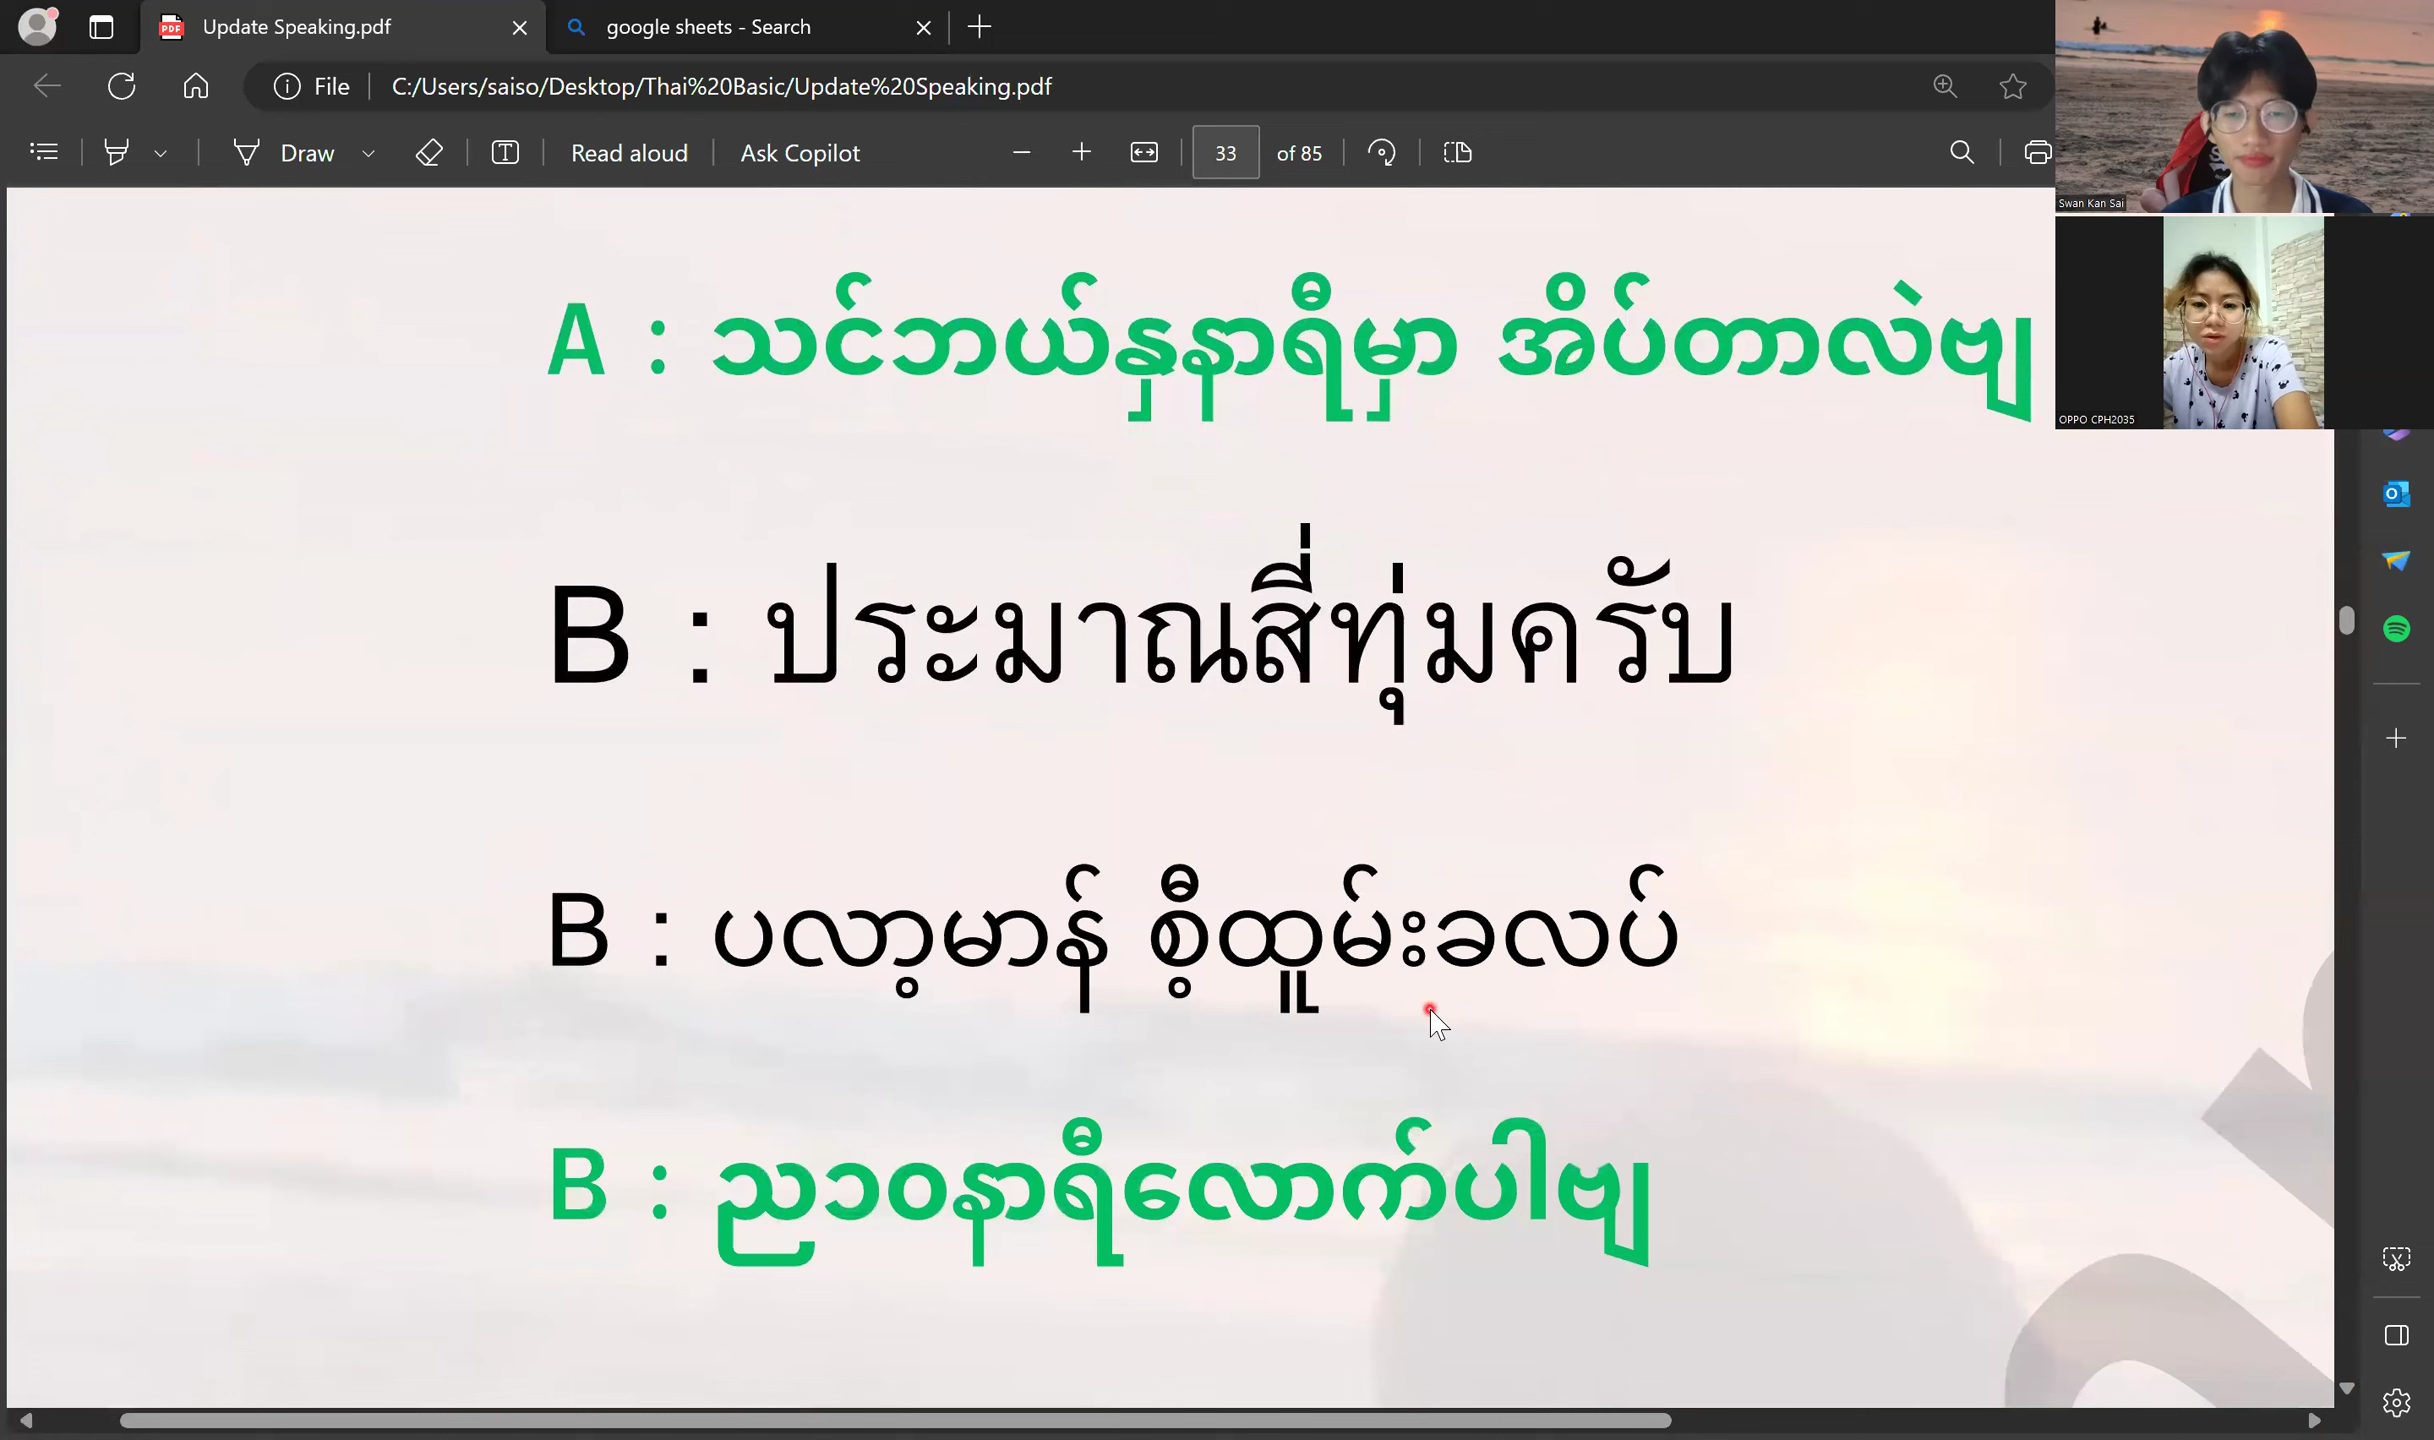 Update Speaking.pdf
google sheets - Search
File
C:/Users/saiso/Desktop/Thai%20Basic/Update%20Speaking.pdf
Draw
Read aloud
Ask Copilot
33 of 85
Swan Kan Sai
OPPO CPH2035
A : သင်ဘယ်နှနာရီမှာ အိပ်တာလဲဗျ
B : ประมาณสี่ทุ่มครับ
B : ပလာ့မာန် စီ့ထူမ်းခလပ်
B : ည၁၀နာရီလောက်ပါဗျ